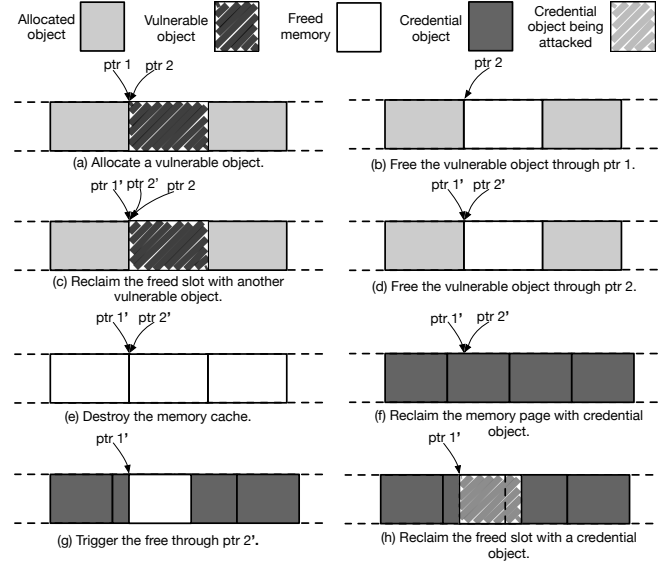 Allocated
object
Vulnerable
object
Freed
memory
Credential
object
Credential
object being
attacked
ptr 1
ptr 2
(a) Allocate a vulnerable object.
ptr 2
(b) Free the vulnerable object through ptr 1.
ptr 1'
ptr 2'
ptr 2
(c) Reclaim the freed slot with another
vulnerable object.
ptr 1'
ptr 2'
(d) Free the vulnerable object through ptr 2.
ptr 1'
ptr 2'
(e) Destroy the memory cache.
ptr 1'
ptr 2'
(f) Reclaim the memory page with credential
object.
ptr 1'
(g) Trigger the free through ptr 2'.
ptr 1'
(h) Reclaim the freed slot with a credential
object.